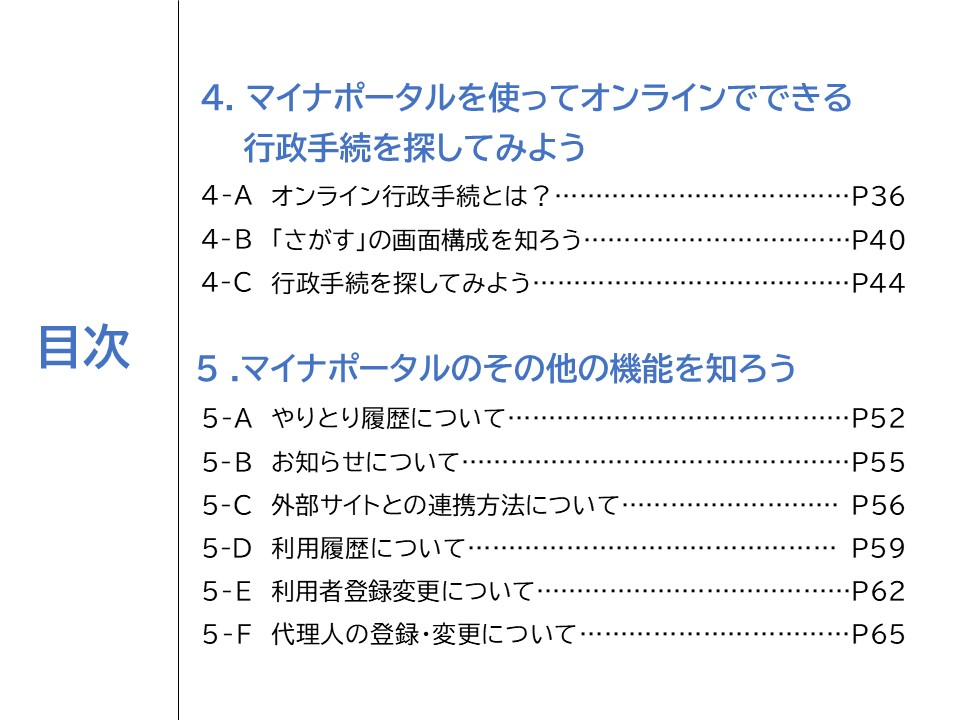 目次
4. マイナポータルを使ってオンラインでできる
行政手続を探してみよう
4-A オンライン行政手続とは?………………………………P36
4-B 「さがす」の画面構成を知ろう……………………………P40
4-C 行政手続を探してみよう…………………………………P44
5 .マイナポータルのその他の機能を知ろう
5-A やりとり履歴について……………………………………P52
5-B お知らせについて…………………………………………P55
5-C 外部サイトとの連携方法について……………………… P56
5-D 利用履歴について……………………………………… P59
5-E 利用者登録変更について…………………………………P62
5-F 代理人の登録・変更について……………………………P65